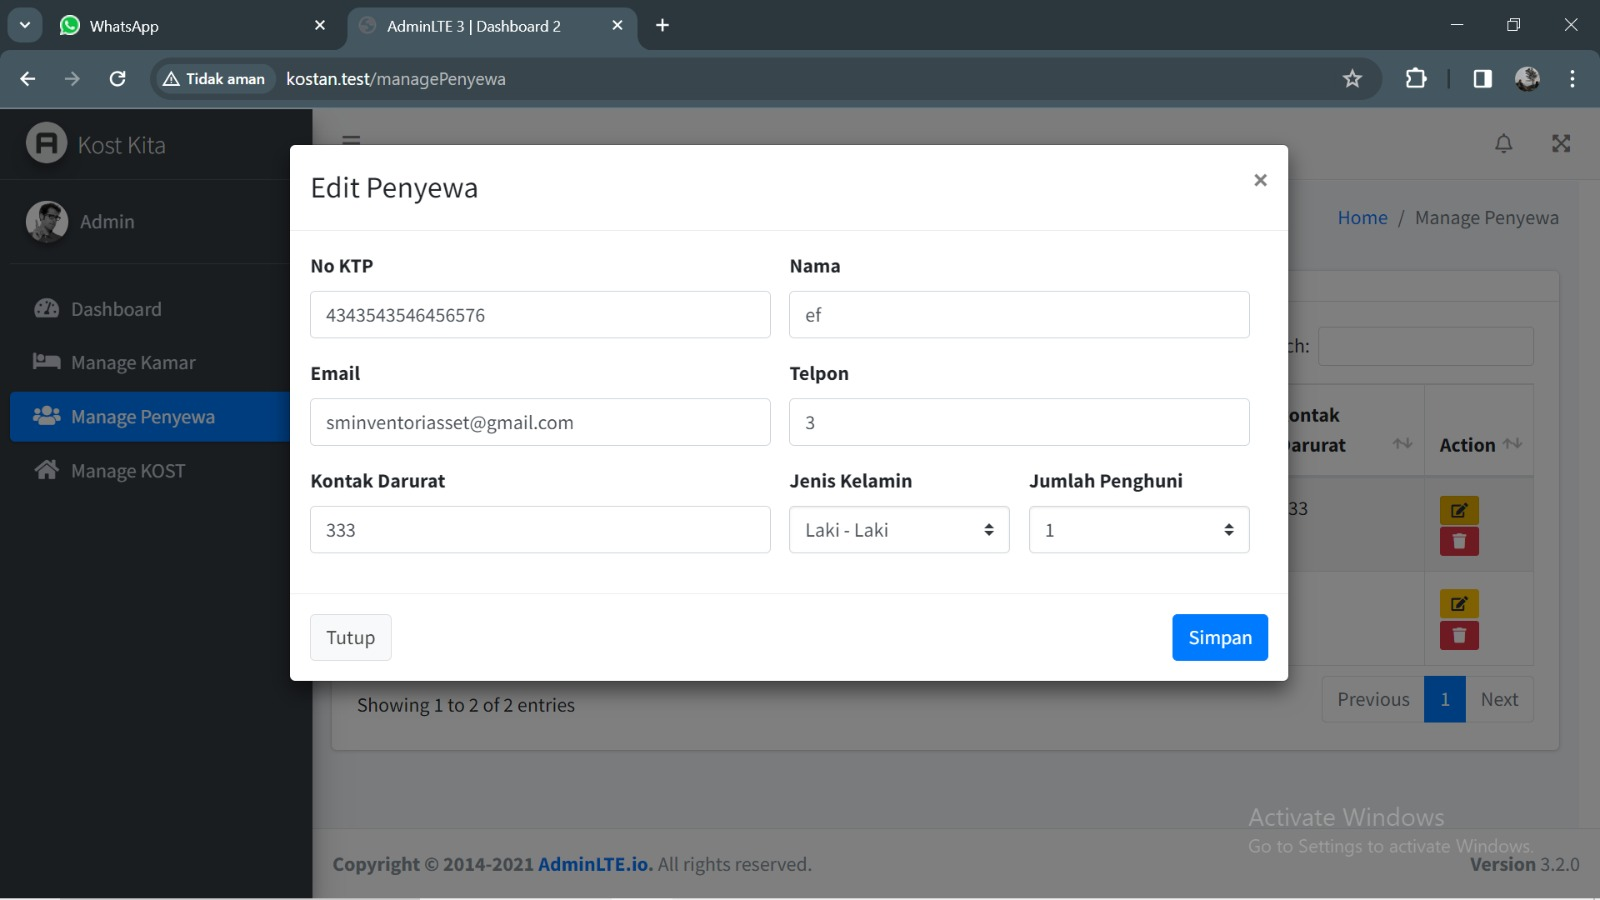 WhatsApp
AdminLTE 3 | Dashboard 2
Tidak aman
kostan.test/managePenyewa
Kost Kita
Admin
Dashboard
Manage Kamar
Manage Penyewa
Manage KOST
Home / Manage Penyewa
Edit Penyewa
×
No KTP
Nama
4343543546456576
ef
Email
Telpon
sminventoriasset@gmail.com
3
Kontak Darurat
Jenis Kelamin
Jumlah Penghuni
333
Laki - Laki
1
Tutup
Simpan
ch:
ontak
arurat
Action
33
Showing 1 to 2 of 2 entries
Previous 1 Next
Activate Windows
Go to Settings to activate Windows.
Copyright © 2014-2021 AdminLTE.io. All rights reserved.
Version 3.2.0